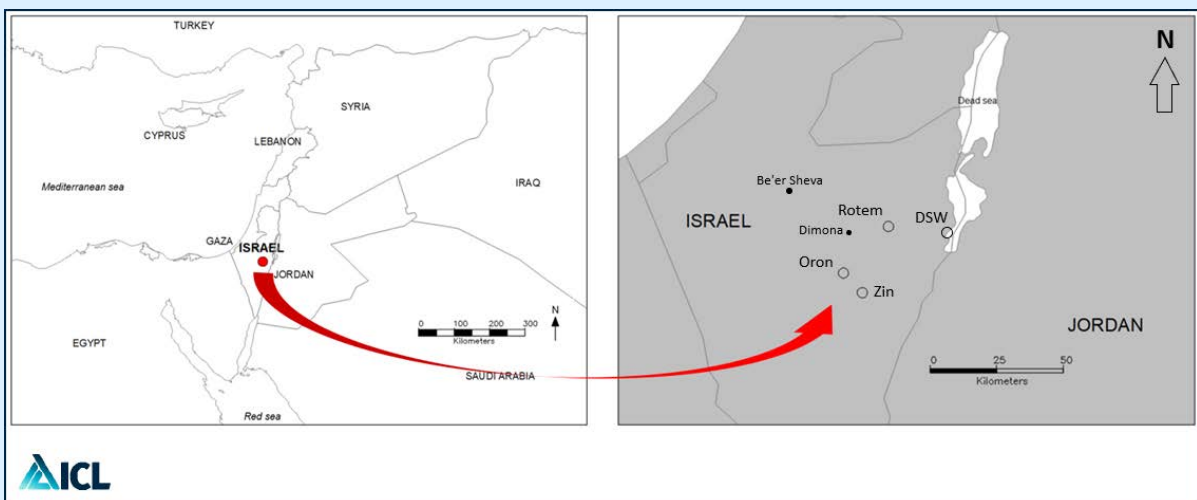 TURKEY
SYRIA
CYPRUS
LEBANON
Mediterranean sea
IRAQ
GAZA
ISRAEL
JORDAN
N
0 100 200 300
Kilometers
EGYPT
SAUDI ARABIA
Red sea
N
Dead sea
Be'er Sheva
Rotem
DSW
ISRAEL
Dimona
Oron
Zin
JORDAN
0 25 50
Kilometers
ICL